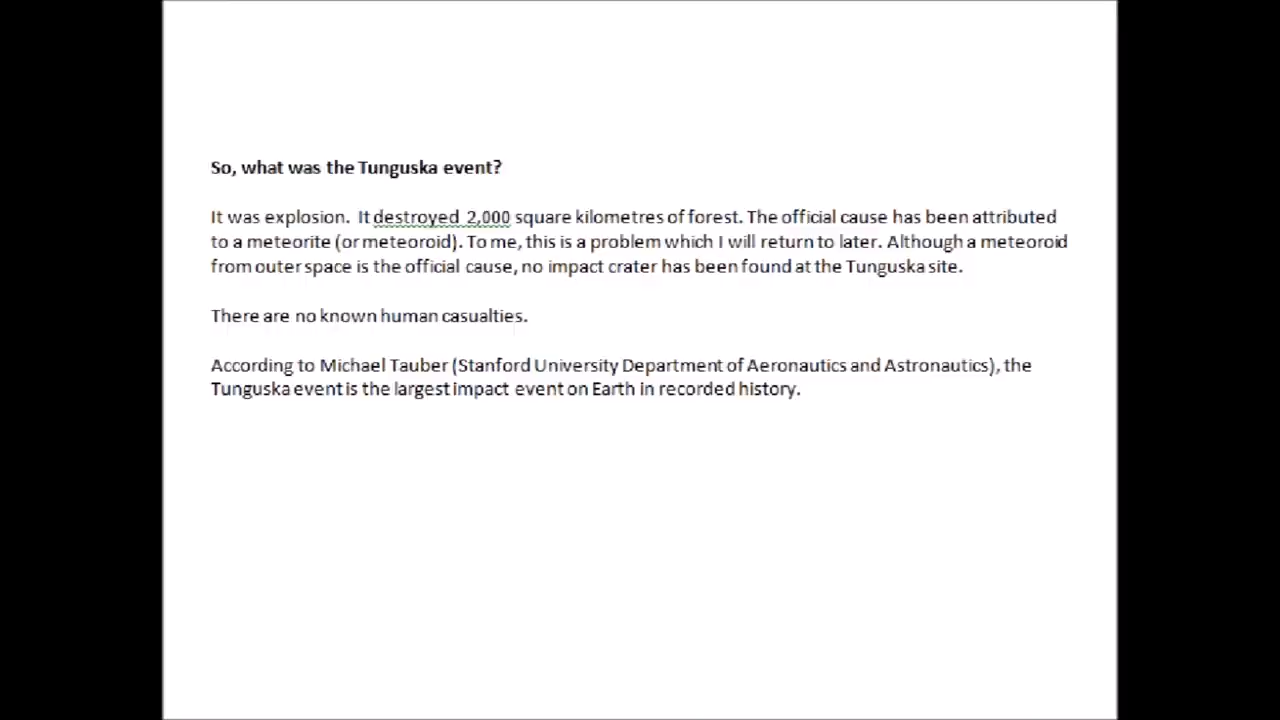 So, what was the Tunguska event?
It was explosion.  It destroyed 2,000 square kilometres of forest. The official cause has been attributed
to a meteorite (or meteoroid). To me, this is a problem which I will return to later. Although a meteoroid
from outer space is the official cause, no impact crater has been found at the Tunguska site.
There are no known human casualties.
According to Michael Tauber (Stanford University Department of Aeronautics and Astronautics), the
Tunguska event is the largest impact event on Earth in recorded history.